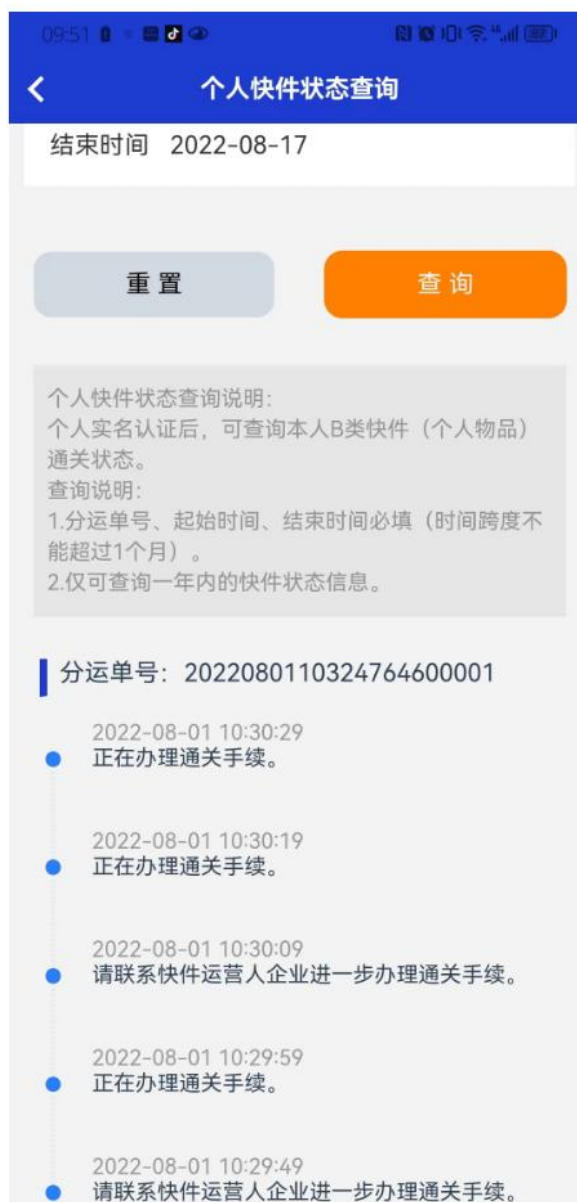 09:51
个人快件状态查询
结束时间 2022-08-17
重置
查询
个人快件状态查询说明:
个人实名认证后，可查询本人B类快件（个人物品）
通关状态。
查询说明:
1.分运单号、起始时间、结束时间必填（时间跨度不
能超过1个月）。
2.仅可查询一年内的快件状态信息。
分运单号: 2022080110324764600001
2022-08-01 10:30:29
正在办理通关手续。
2022-08-01 10:30:19
正在办理通关手续。
2022-08-01 10:30:09
请联系快件运营人企业进一步办理通关手续。
2022-08-01 10:29:59
正在办理通关手续。
2022-08-01 10:29:49
请联系快件运营人企业进一步办理通关手续。